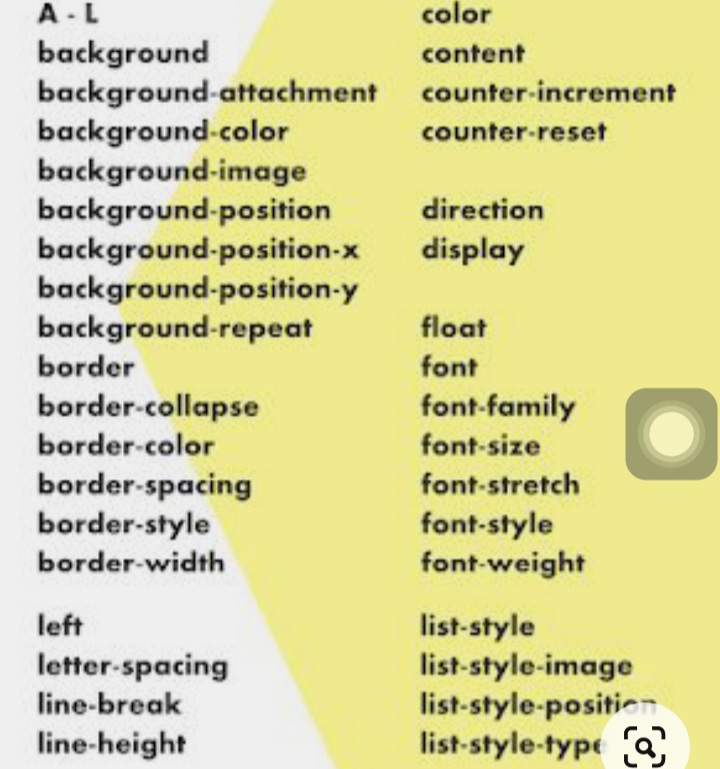 A - L
background
background-attachment
background-color
background-image
background-position
background-position-x
background-position-y
background-repeat
border
border-collapse
border-color
border-spacing
border-style
border-width
left
letter-spacing
line-break
line-height
color
content
counter-increment
counter-reset
direction
display
float
font
font-family
font-size
font-stretch
font-style
font-weight
list-style
list-style-image
list-style-position
list-style-type